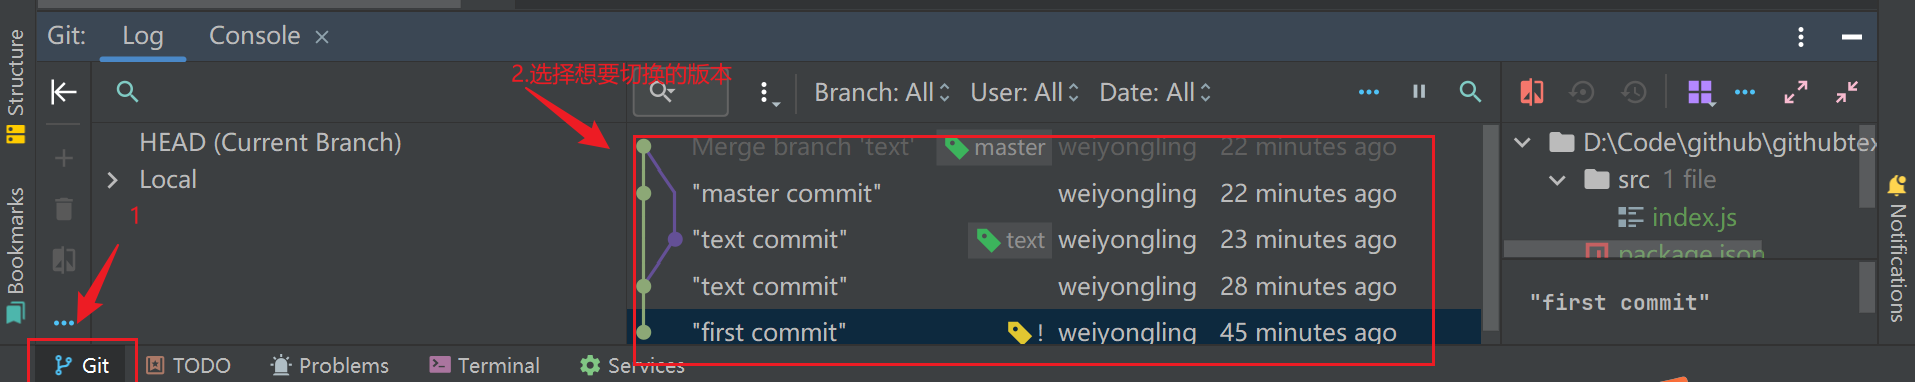 Git: Log Console ×
Structure
Bookmarks
2.选择想要切换的版本
Branch: All User: All Date: All
HEAD (Current Branch)
Local
1
Merge branch 'text' master weiyongling 22 minutes ago
"master commit" weiyongling 22 minutes ago
"text commit" text weiyongling 23 minutes ago
"text commit" weiyongling 28 minutes ago
"first commit" ! weiyongling 45 minutes ago
D:\Code\github\githubtex
src 1 file
index.js
package.json
"first commit"
Notifications
Git TODO Problems Terminal Services